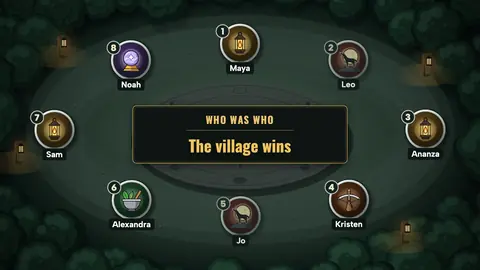 8
Noah
1
Maya
2
Leo
WHO WAS WHO
The village wins
7
Sam
3
Ananza
6
Alexandra
5
Jo
4
Kristen